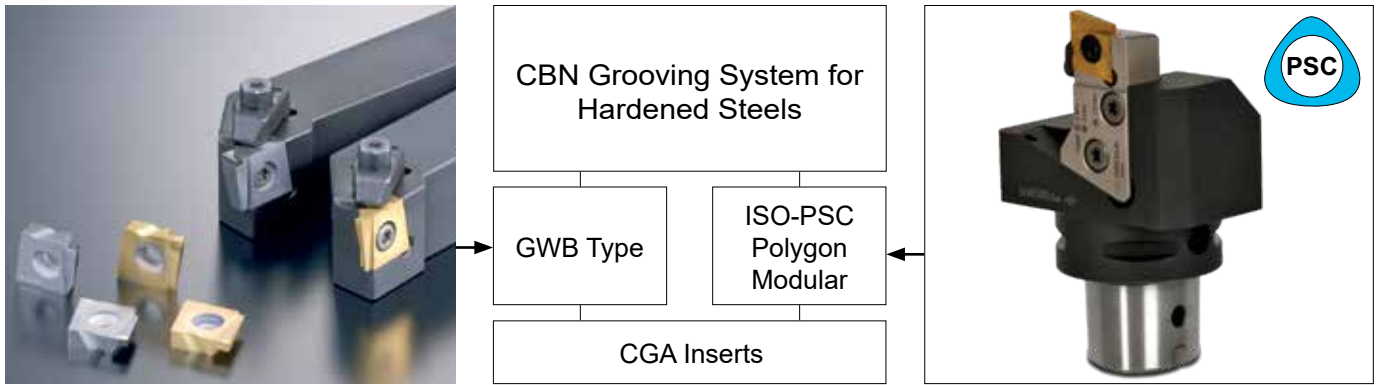 CBN Grooving System for
Hardened Steels
GWB Type
ISO-PSC
Polygon
Modular
CGA Inserts
PSC